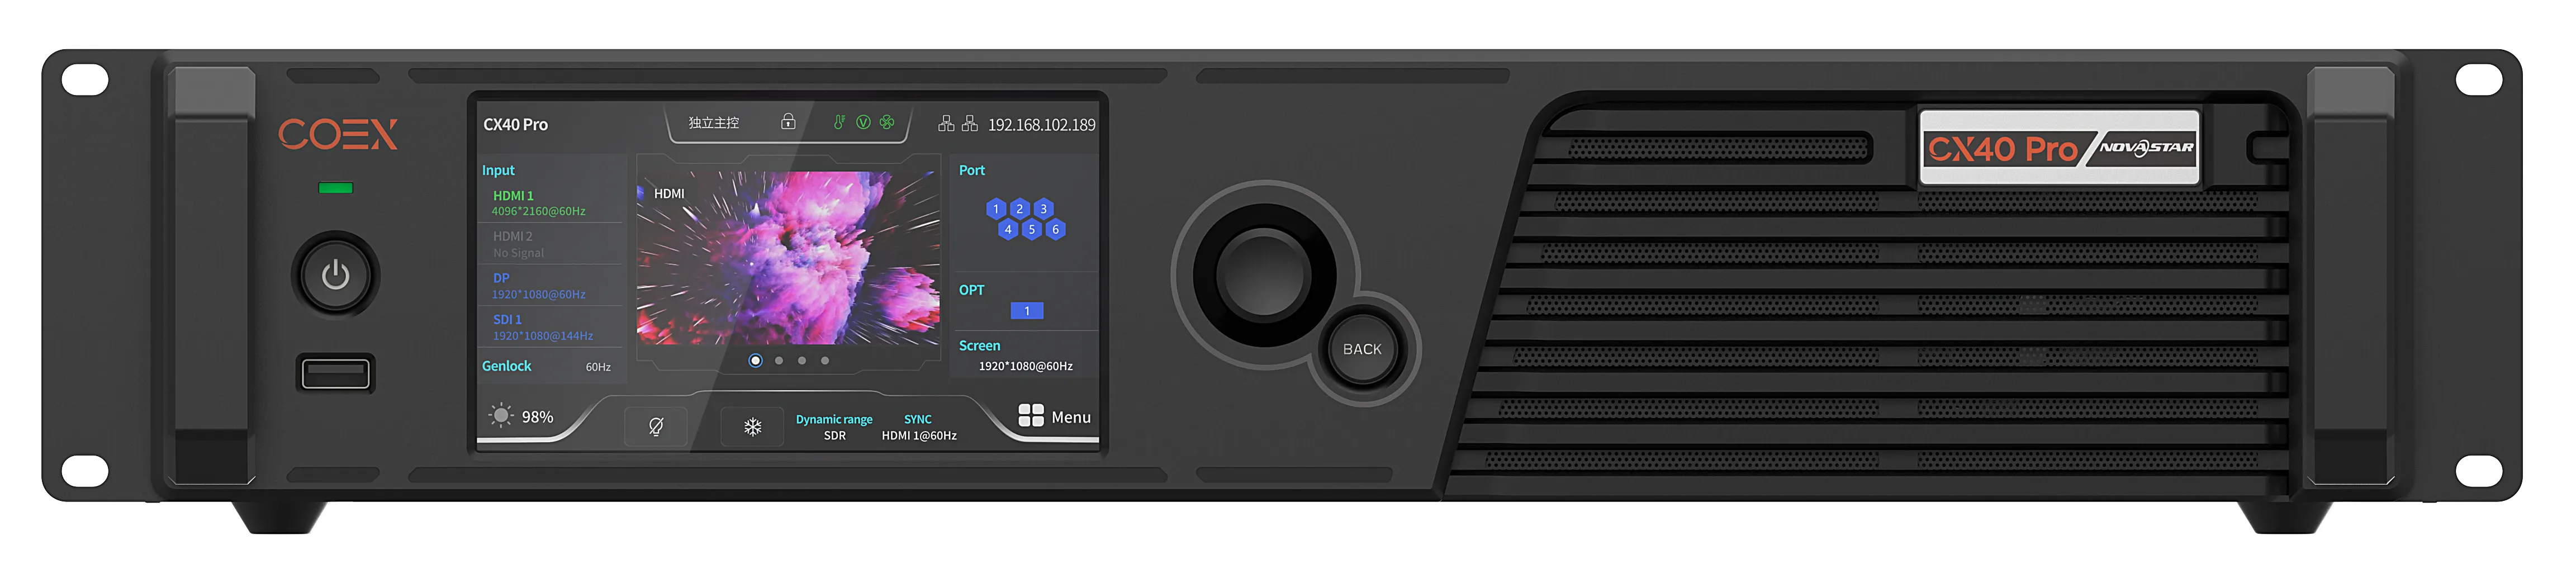 COEX
CX40 Pro
独立主控
192.168.102.189
Input
HDMI 1
4096*2160@60Hz
HDMI 2
No Signal
DP
1920*1080@60Hz
SDI 1
1920*1080@144Hz
Genlock 60Hz
HDMI
Port
1 2 3
4 5 6
OPT
1
Screen
1920*1080@60Hz
98%
Dynamic range
SDR
SYNC
HDMI 1@60Hz
Menu
BACK
CX40 Pro
NOVASTAR
V